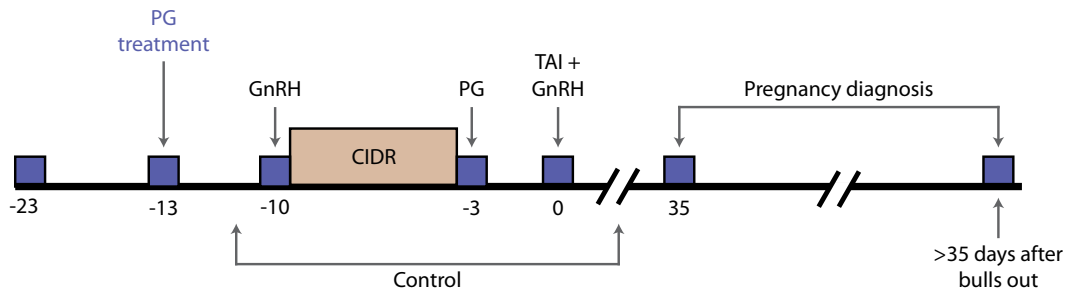 PG
treatment
GnRH
PG
TAI +
GnRH
Pregnancy diagnosis
CIDR
-23
-13
-10
-3
0
35
>35 days after
bulls out
Control